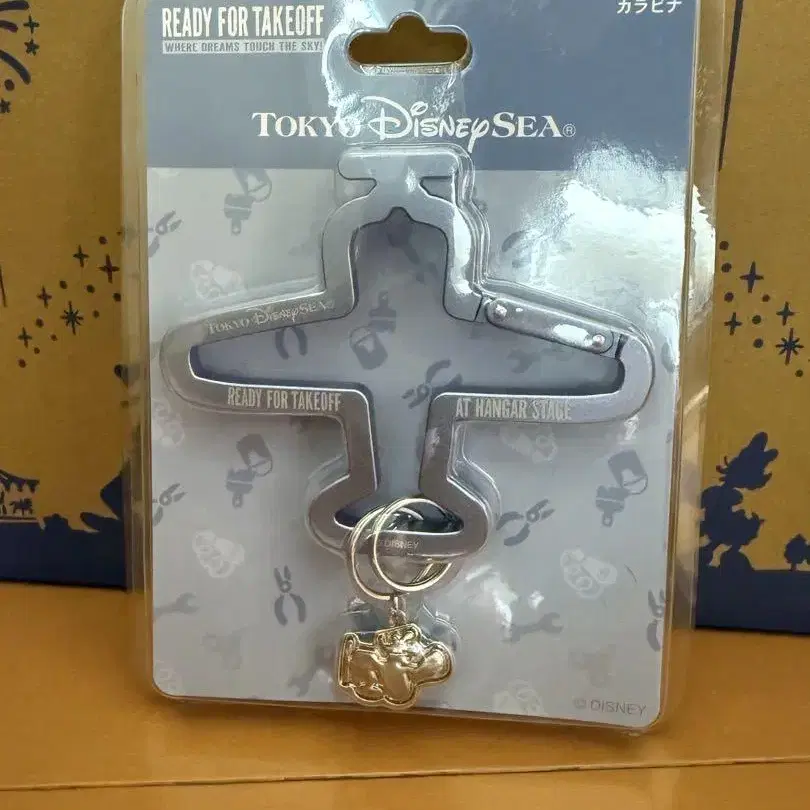 READY FOR TAKEOFF
WHERE DREAMS TOUCH THE SKY!
カラビナ
TOKYO DISNEYSEA®
TOKYO DISNEYSEA®
READY FOR TAKEOFF
AT HANGAR STAGE
© DISNEY
© DISNEY